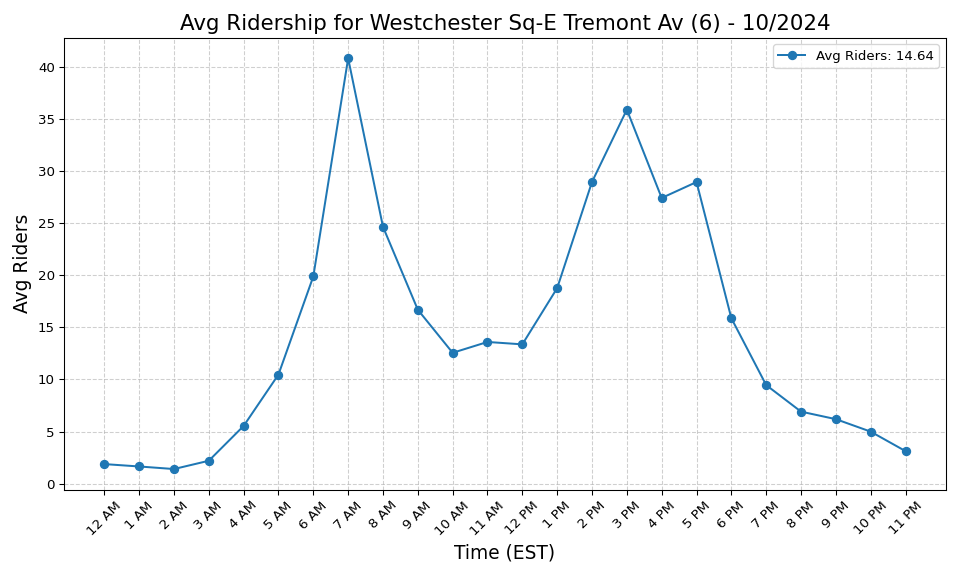 Avg Ridership for Westchester Sq-E Tremont Av (6) - 10/2024
Avg Riders: 14.64
Avg Riders
40
35
30
25
20
15
10
5
0
12 AM
1 AM
2 AM
3 AM
4 AM
5 AM
6 AM
7 AM
8 AM
9 AM
10 AM
11 AM
12 PM
1 PM
2 PM
3 PM
4 PM
5 PM
6 PM
7 PM
8 PM
9 PM
10 PM
11 PM
Time (EST)